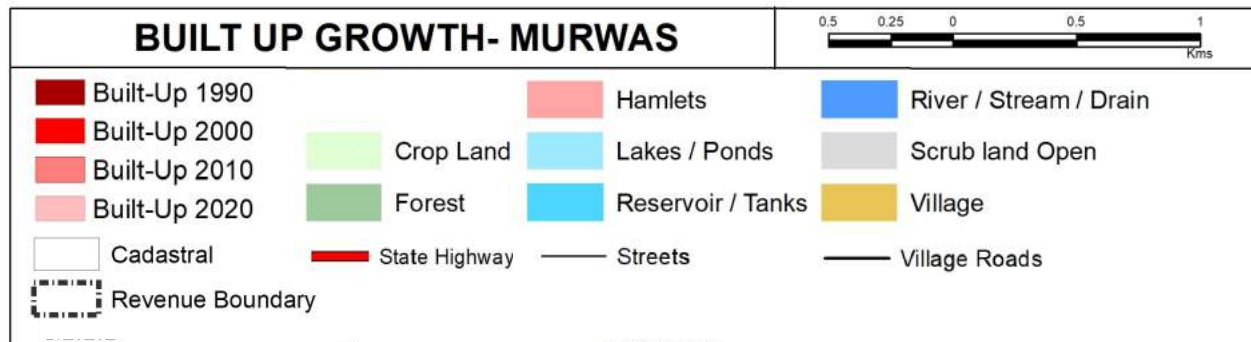 BUILT UP GROWTH- MURWAS
0.5 0.25 0 0.5 1
Kms
Built-Up 1990
Hamlets
River / Stream / Drain
Built-Up 2000
Crop Land
Lakes / Ponds
Scrub land Open
Built-Up 2010
Forest
Reservoir / Tanks
Village
Built-Up 2020
Cadastral
State Highway
Streets
Village Roads
Revenue Boundary